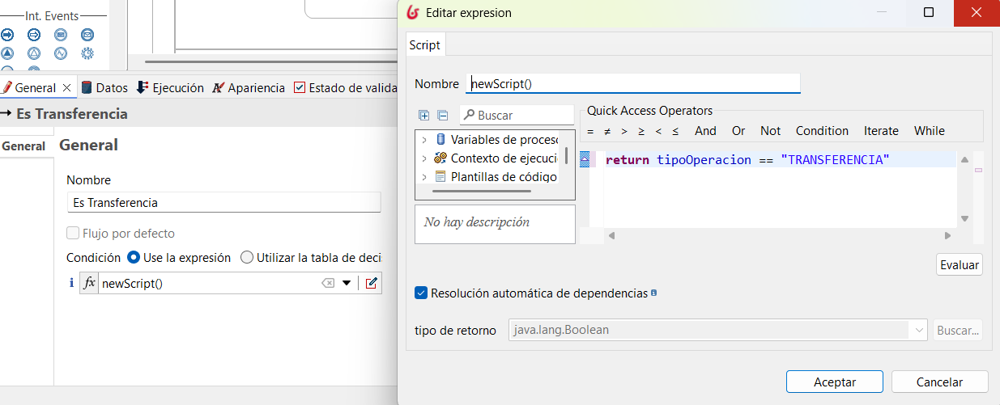 Int. Events
General
Datos
Ejecución
Apariencia
Estado de valida
Es Transferencia
General
General
Nombre
Es Transferencia
Flujo por defecto
Condición
Use la expresión
Utilizar la tabla de deci
fx newScript()
Editar expresion
Script
Nombre
newScript()
Buscar
Variables de proces
Contexto de ejecuci
Plantillas de código
No hay descripción
Quick Access Operators
= ≠ > ≥ < ≤ And Or Not Condition Iterate While
return tipoOperacion == "TRANSFERENCIA"
Evaluar
Resolución automática de dependencias
tipo de retorno
java.lang.Boolean
Buscar...
Aceptar
Cancelar